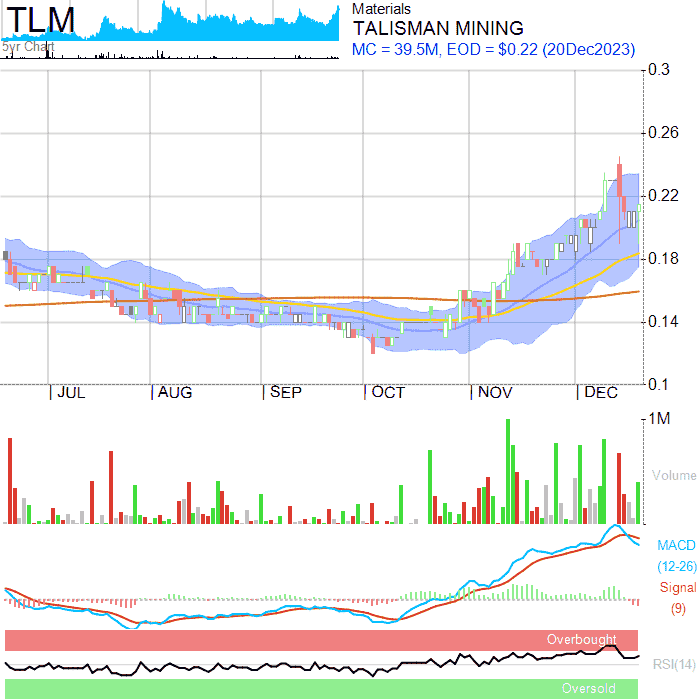 TLM
5yr Chart
Materials
TALISMAN MINING
MC = 39.5M, EOD = $0.22 (20Dec2023)
0.3
0.26
0.22
0.18
0.14
0.1
JUL AUG SEP OCT NOV DEC
1M
Volume
MACD
(12-26)
Signal
(9)
Overbought
RSI(14)
Oversold